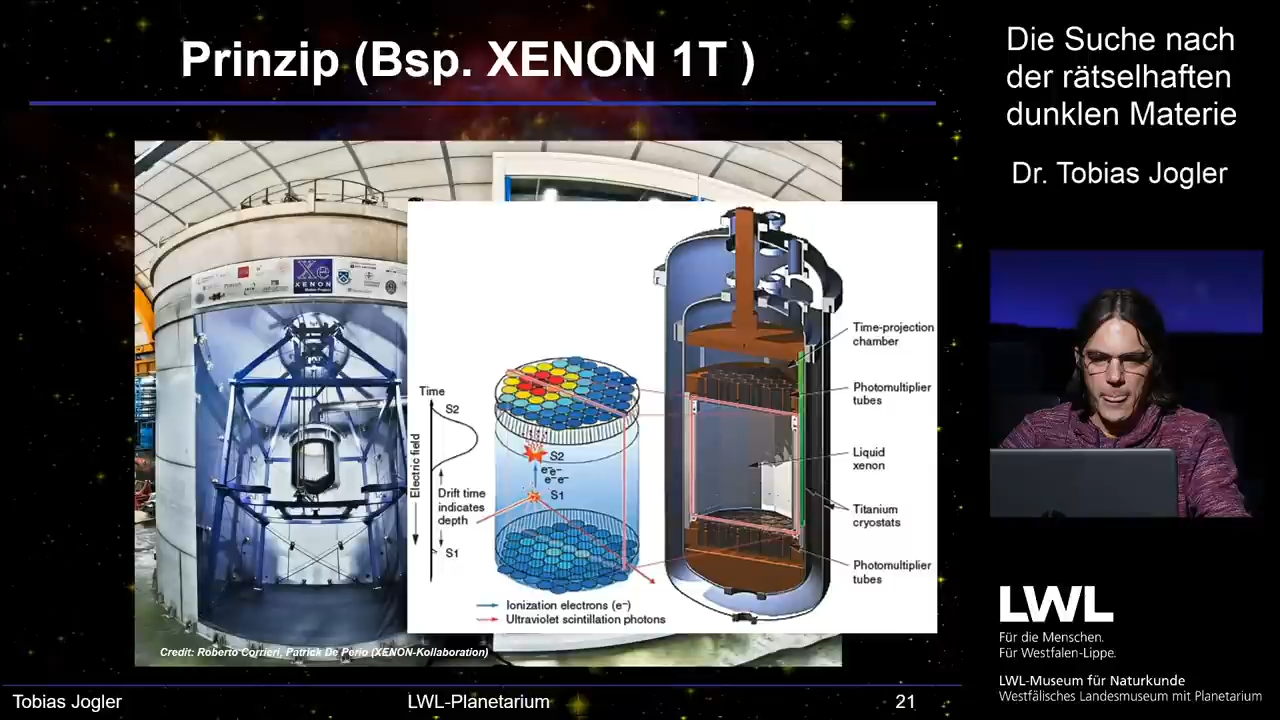 Prinzip (Bsp. XENON 1T )
Die Suche nach
der rätselhaften
dunklen Materie
Dr. Tobias Jogler
Xe
XENON
Time
S2
Electric field
Drift time
indicates
depth
S1
S2
e⁻e⁻
e⁻e⁻
S1
Ionization electrons (e⁻)
Ultraviolet scintillation photons
Time-projection
chamber
Photomultiplier
tubes
Liquid
xenon
Titanium
cryostats
Photomultiplier
tubes
Credit: Roberto Corrieri, Patrick De Perio (XENON-Kollaboration)
LWL
Für die Menschen.
Für Westfalen-Lippe.
LWL-Museum für Naturkunde
Westfälisches Landesmuseum mit Planetarium
Tobias Jogler
LWL-Planetarium
21